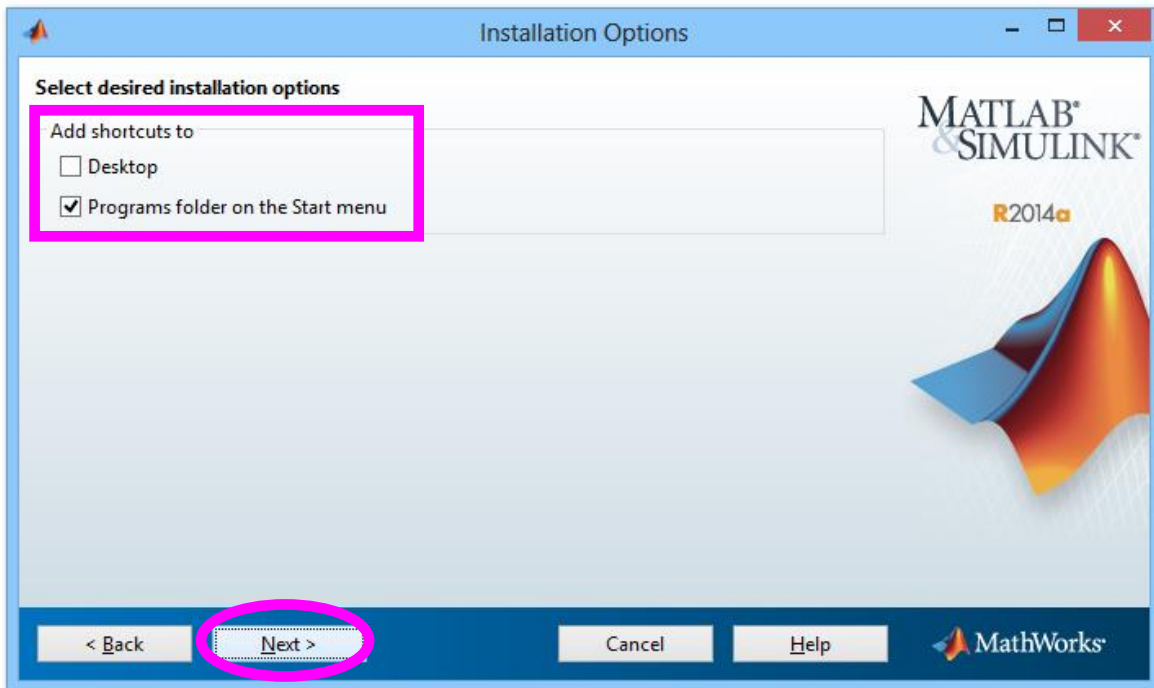 Installation Options
Select desired installation options
Add shortcuts to
Desktop
Programs folder on the Start menu
MATLAB®
&SIMULINK®
R2014a
< Back
Next >
Cancel
Help
MathWorks®